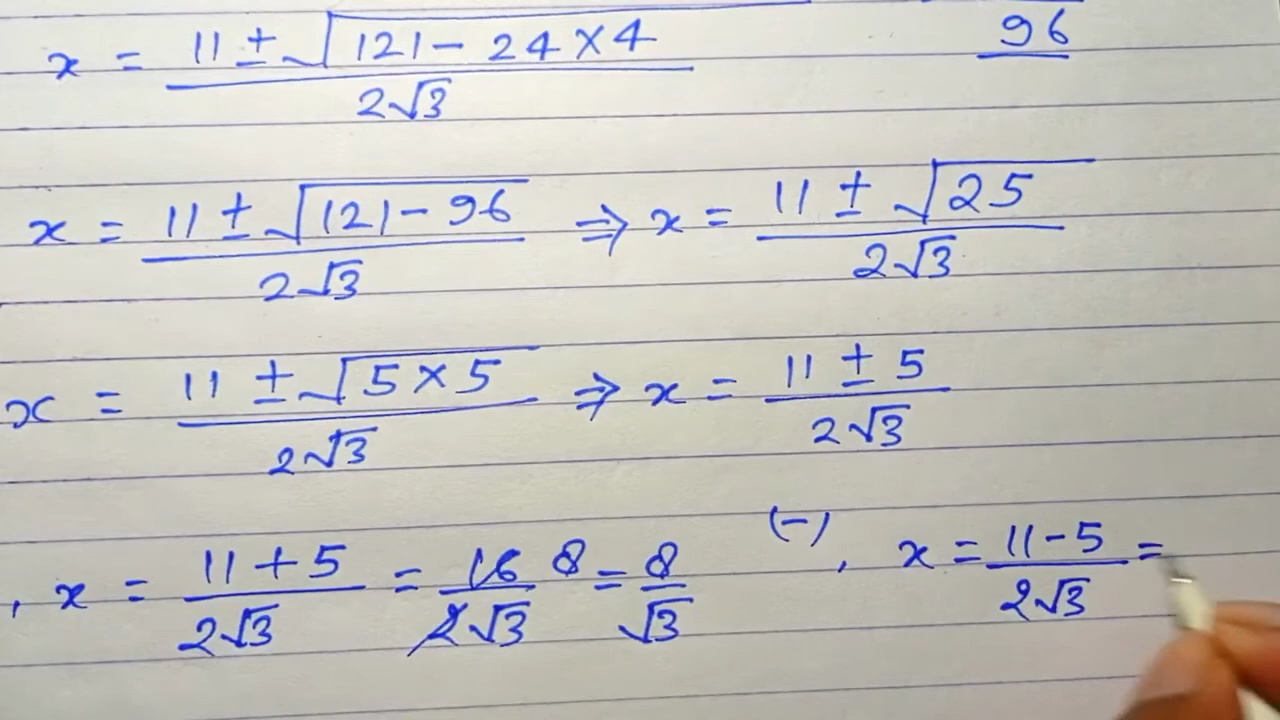 x = (11 ± √(121 − 24 × 4)) / (2√3) 96
x = (11 ± √(121 − 96)) / (2√3) ⇒ x = (11 ± √25) / (2√3)
x = (11 ± √(5 × 5)) / (2√3) ⇒ x = (11 ± 5) / (2√3)
, x = (11 + 5) / (2√3) = 16 8 / (2√3) = 8 / √3 (−) , x = (11 − 5) / (2√3) =